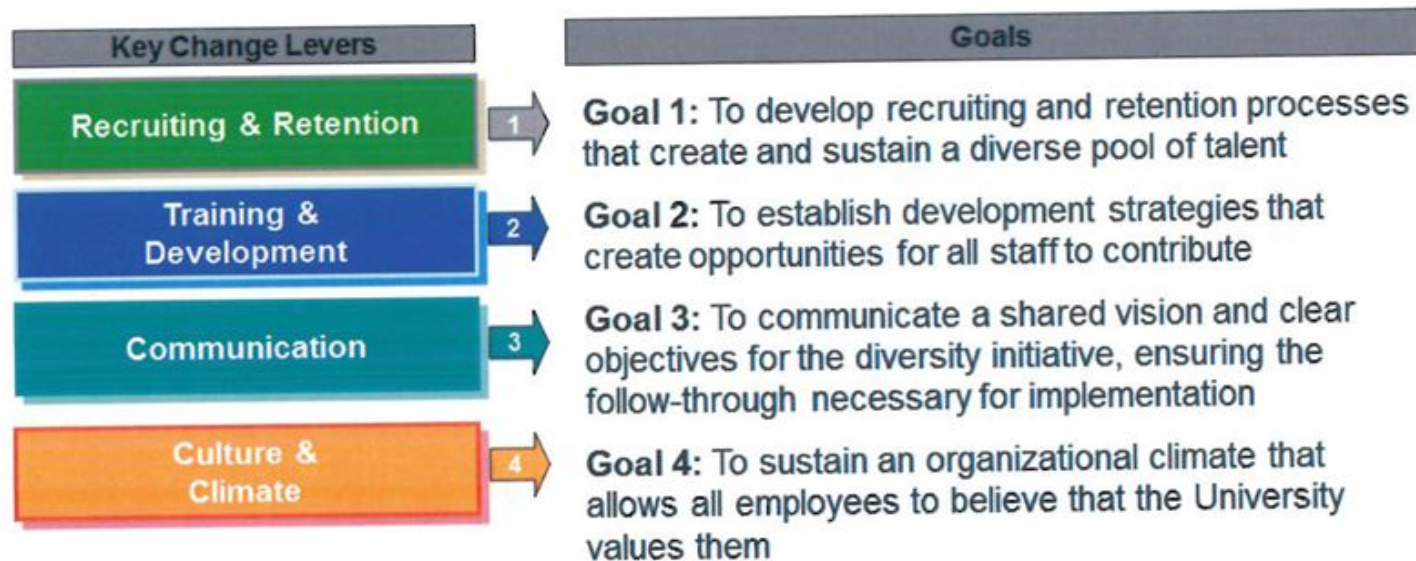 Key Change Levers
Goals
Recruiting & Retention
1
Goal 1: To develop recruiting and retention processes
that create and sustain a diverse pool of talent
Training &
Development
2
Goal 2: To establish development strategies that
create opportunities for all staff to contribute
Communication
3
Goal 3: To communicate a shared vision and clear
objectives for the diversity initiative, ensuring the
follow-through necessary for implementation
Culture &
Climate
4
Goal 4: To sustain an organizational climate that
allows all employees to believe that the University
values them